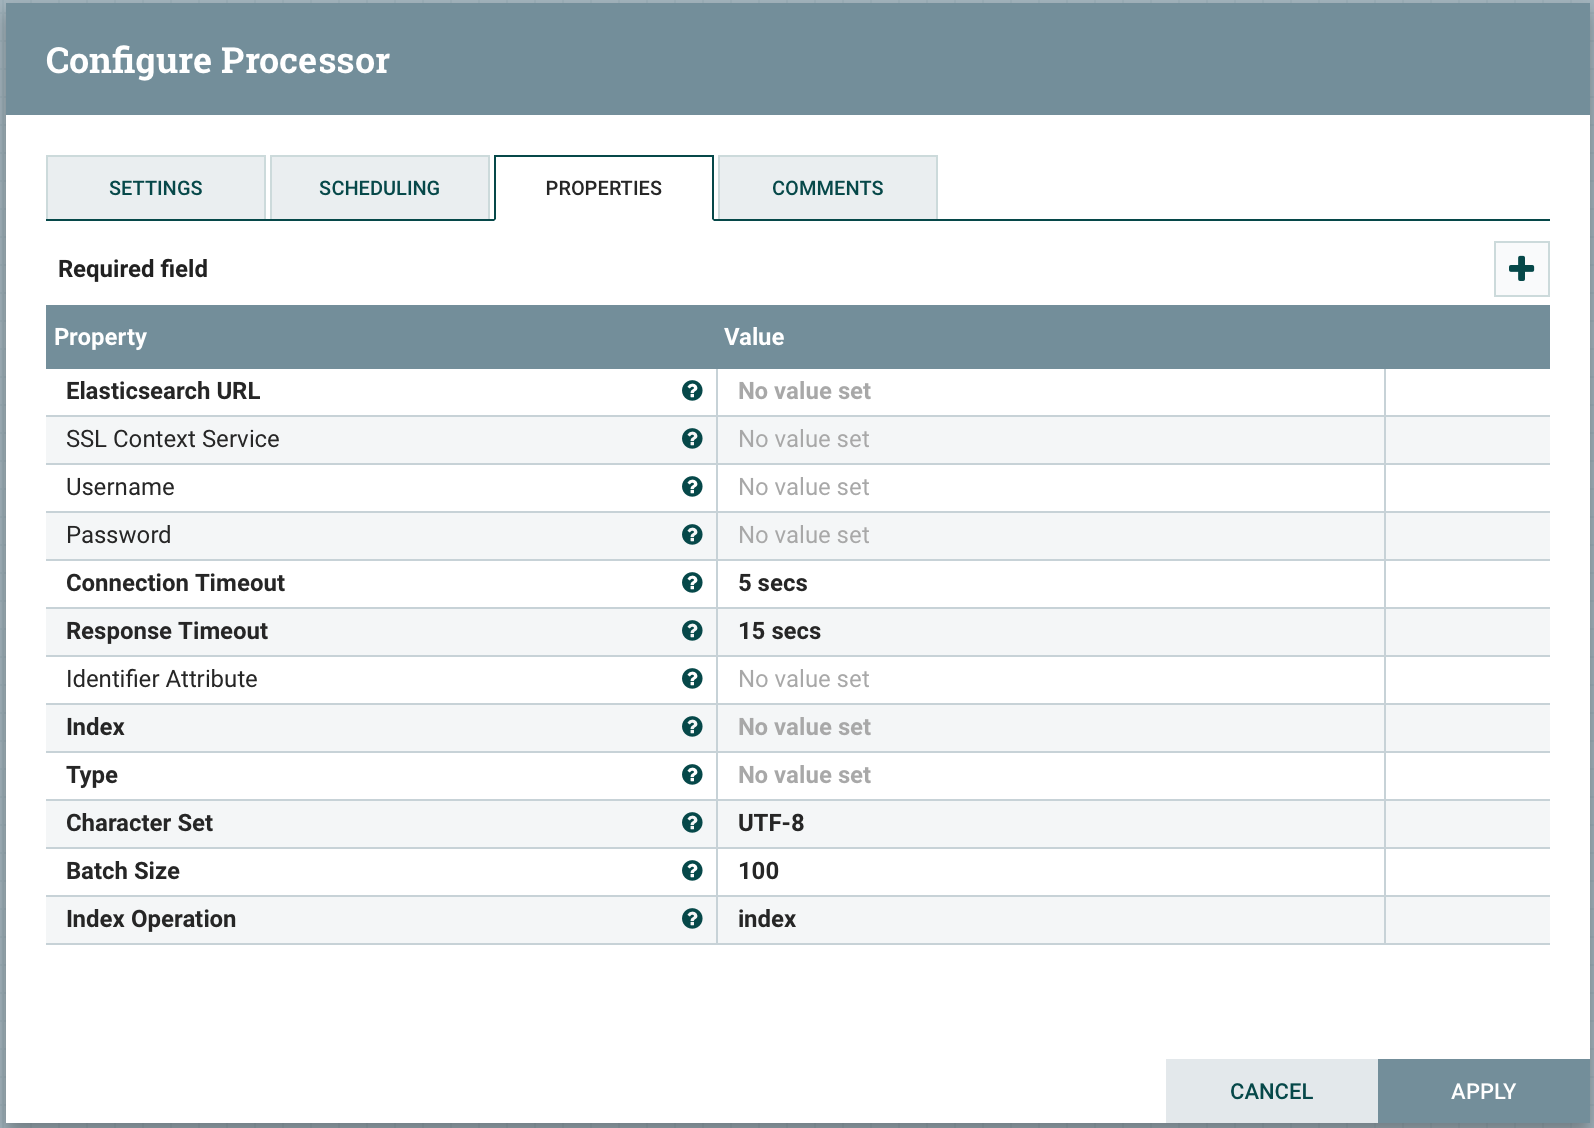 Configure Processor
SETTINGS SCHEDULING PROPERTIES COMMENTS
Required field
Property Value
Elasticsearch URL No value set
SSL Context Service No value set
Username No value set
Password No value set
Connection Timeout 5 secs
Response Timeout 15 secs
Identifier Attribute No value set
Index No value set
Type No value set
Character Set UTF-8
Batch Size 100
Index Operation index
CANCEL APPLY